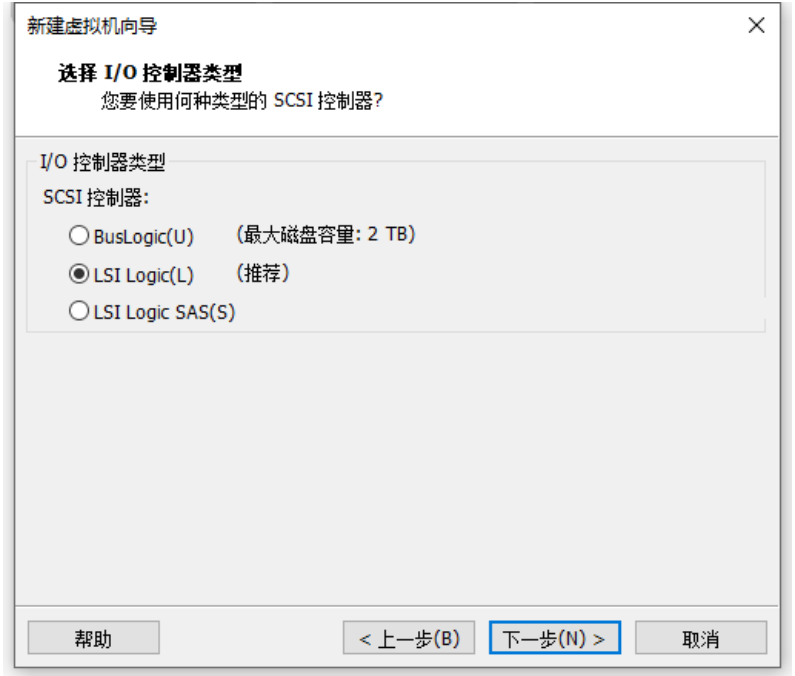 新建虚拟机向导
选择 I/O 控制器类型
您要使用何种类型的 SCSI 控制器?
I/O 控制器类型
SCSI 控制器:
BusLogic(U) (最大磁盘容量: 2 TB)
LSI Logic(L) (推荐)
LSI Logic SAS(S)
帮助 < 上一步(B) 下一步(N) > 取消